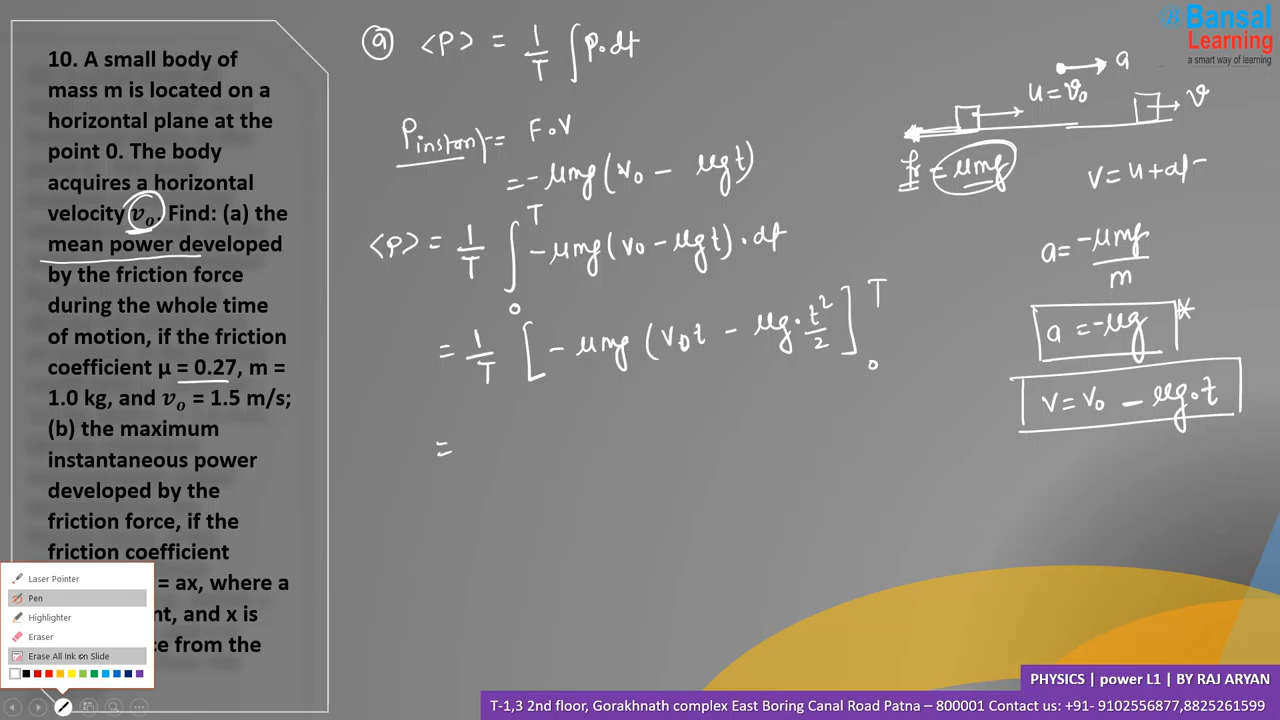 10. A small body of
mass m is located on a
horizontal plane at the
point 0. The body
acquires a horizontal
velocity v₀. Find: (a) the
mean power developed
by the friction force
during the whole time
of motion, if the friction
coefficient μ = 0.27, m =
1.0 kg, and v₀ = 1.5 m/s;
(b) the maximum
instantaneous power
developed by the
friction force, if the
friction coefficient
= ax, where a
nt, and x is
ce from the
Laser Pointer
Pen
Highlighter
Eraser
Erase All Ink on Slide
(a) <P> = 1/T ∫ P.dt
P instant = F.V
= -μmg(v₀ - μgt)
<P> = 1/T ∫₀ᵀ -μmg(v₀ - μgt).dt
= 1/T [-μmg(v₀t - μg.t²/2]₀ᵀ
=
a
u = v₀
v
fr = μmg
v = u + at
a = -μmg/m
a = -μg *
v = v₀ - μg.t
B Bansal
Learning
a smart way of learning
PHYSICS | power L1 | BY RAJ ARYAN
T-1,3 2nd floor, Gorakhnath complex East Boring Canal Road Patna – 800001 Contact us: +91- 9102556877,8825261599